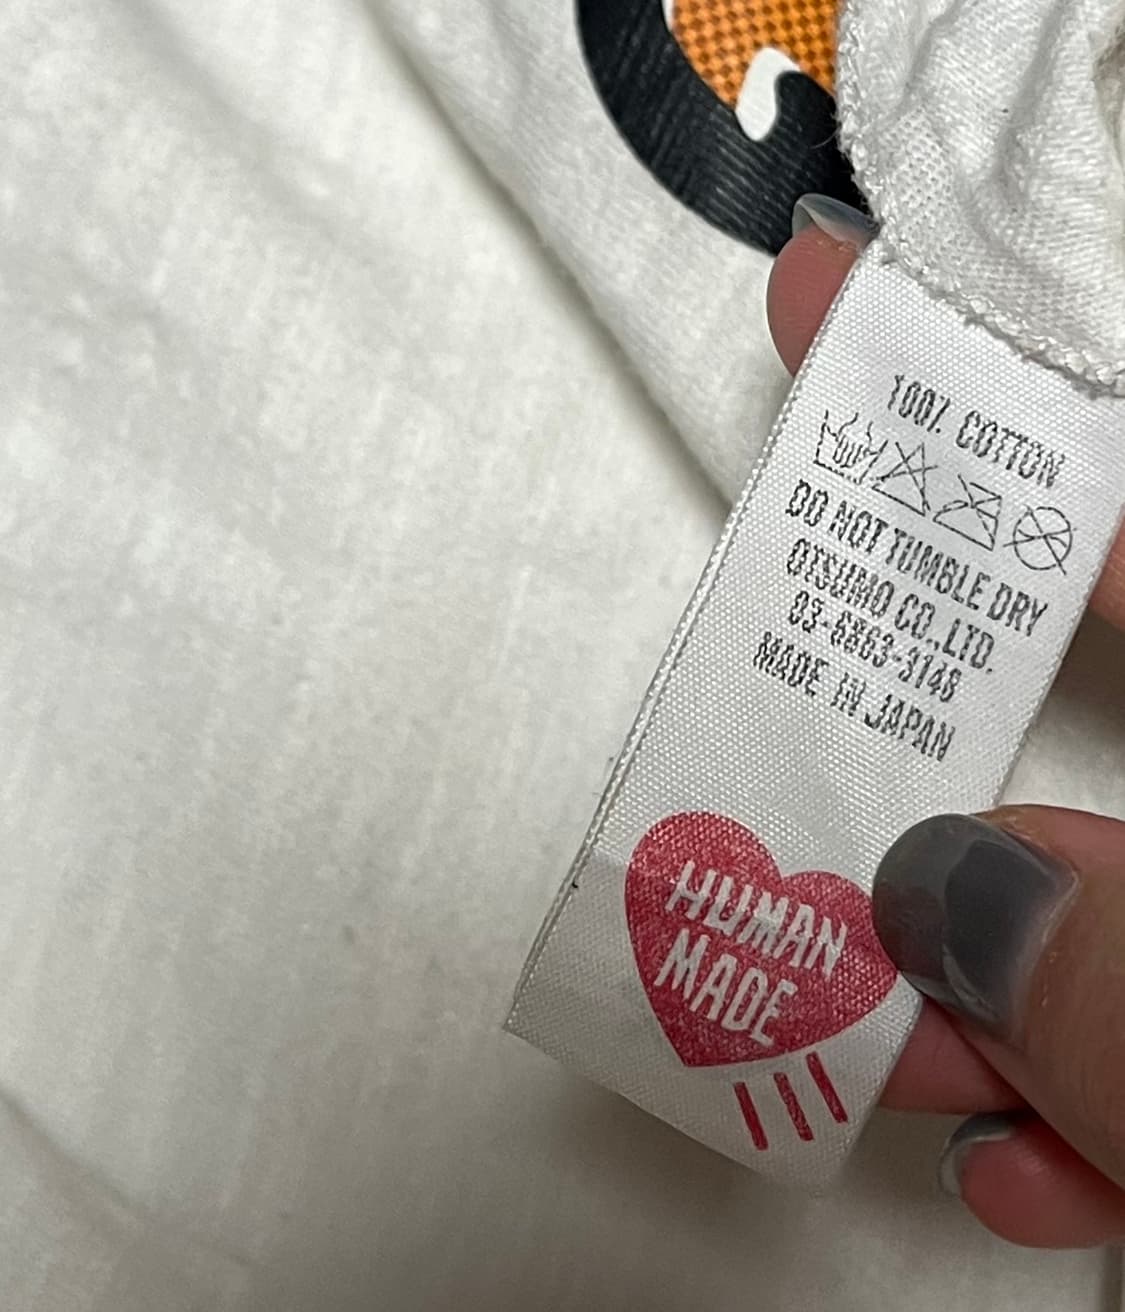 100% COTTON
DO NOT TUMBLE DRY
OTSUMO CO.,LTD.
03-6863-3148
MADE IN JAPAN
HUMAN
MADE